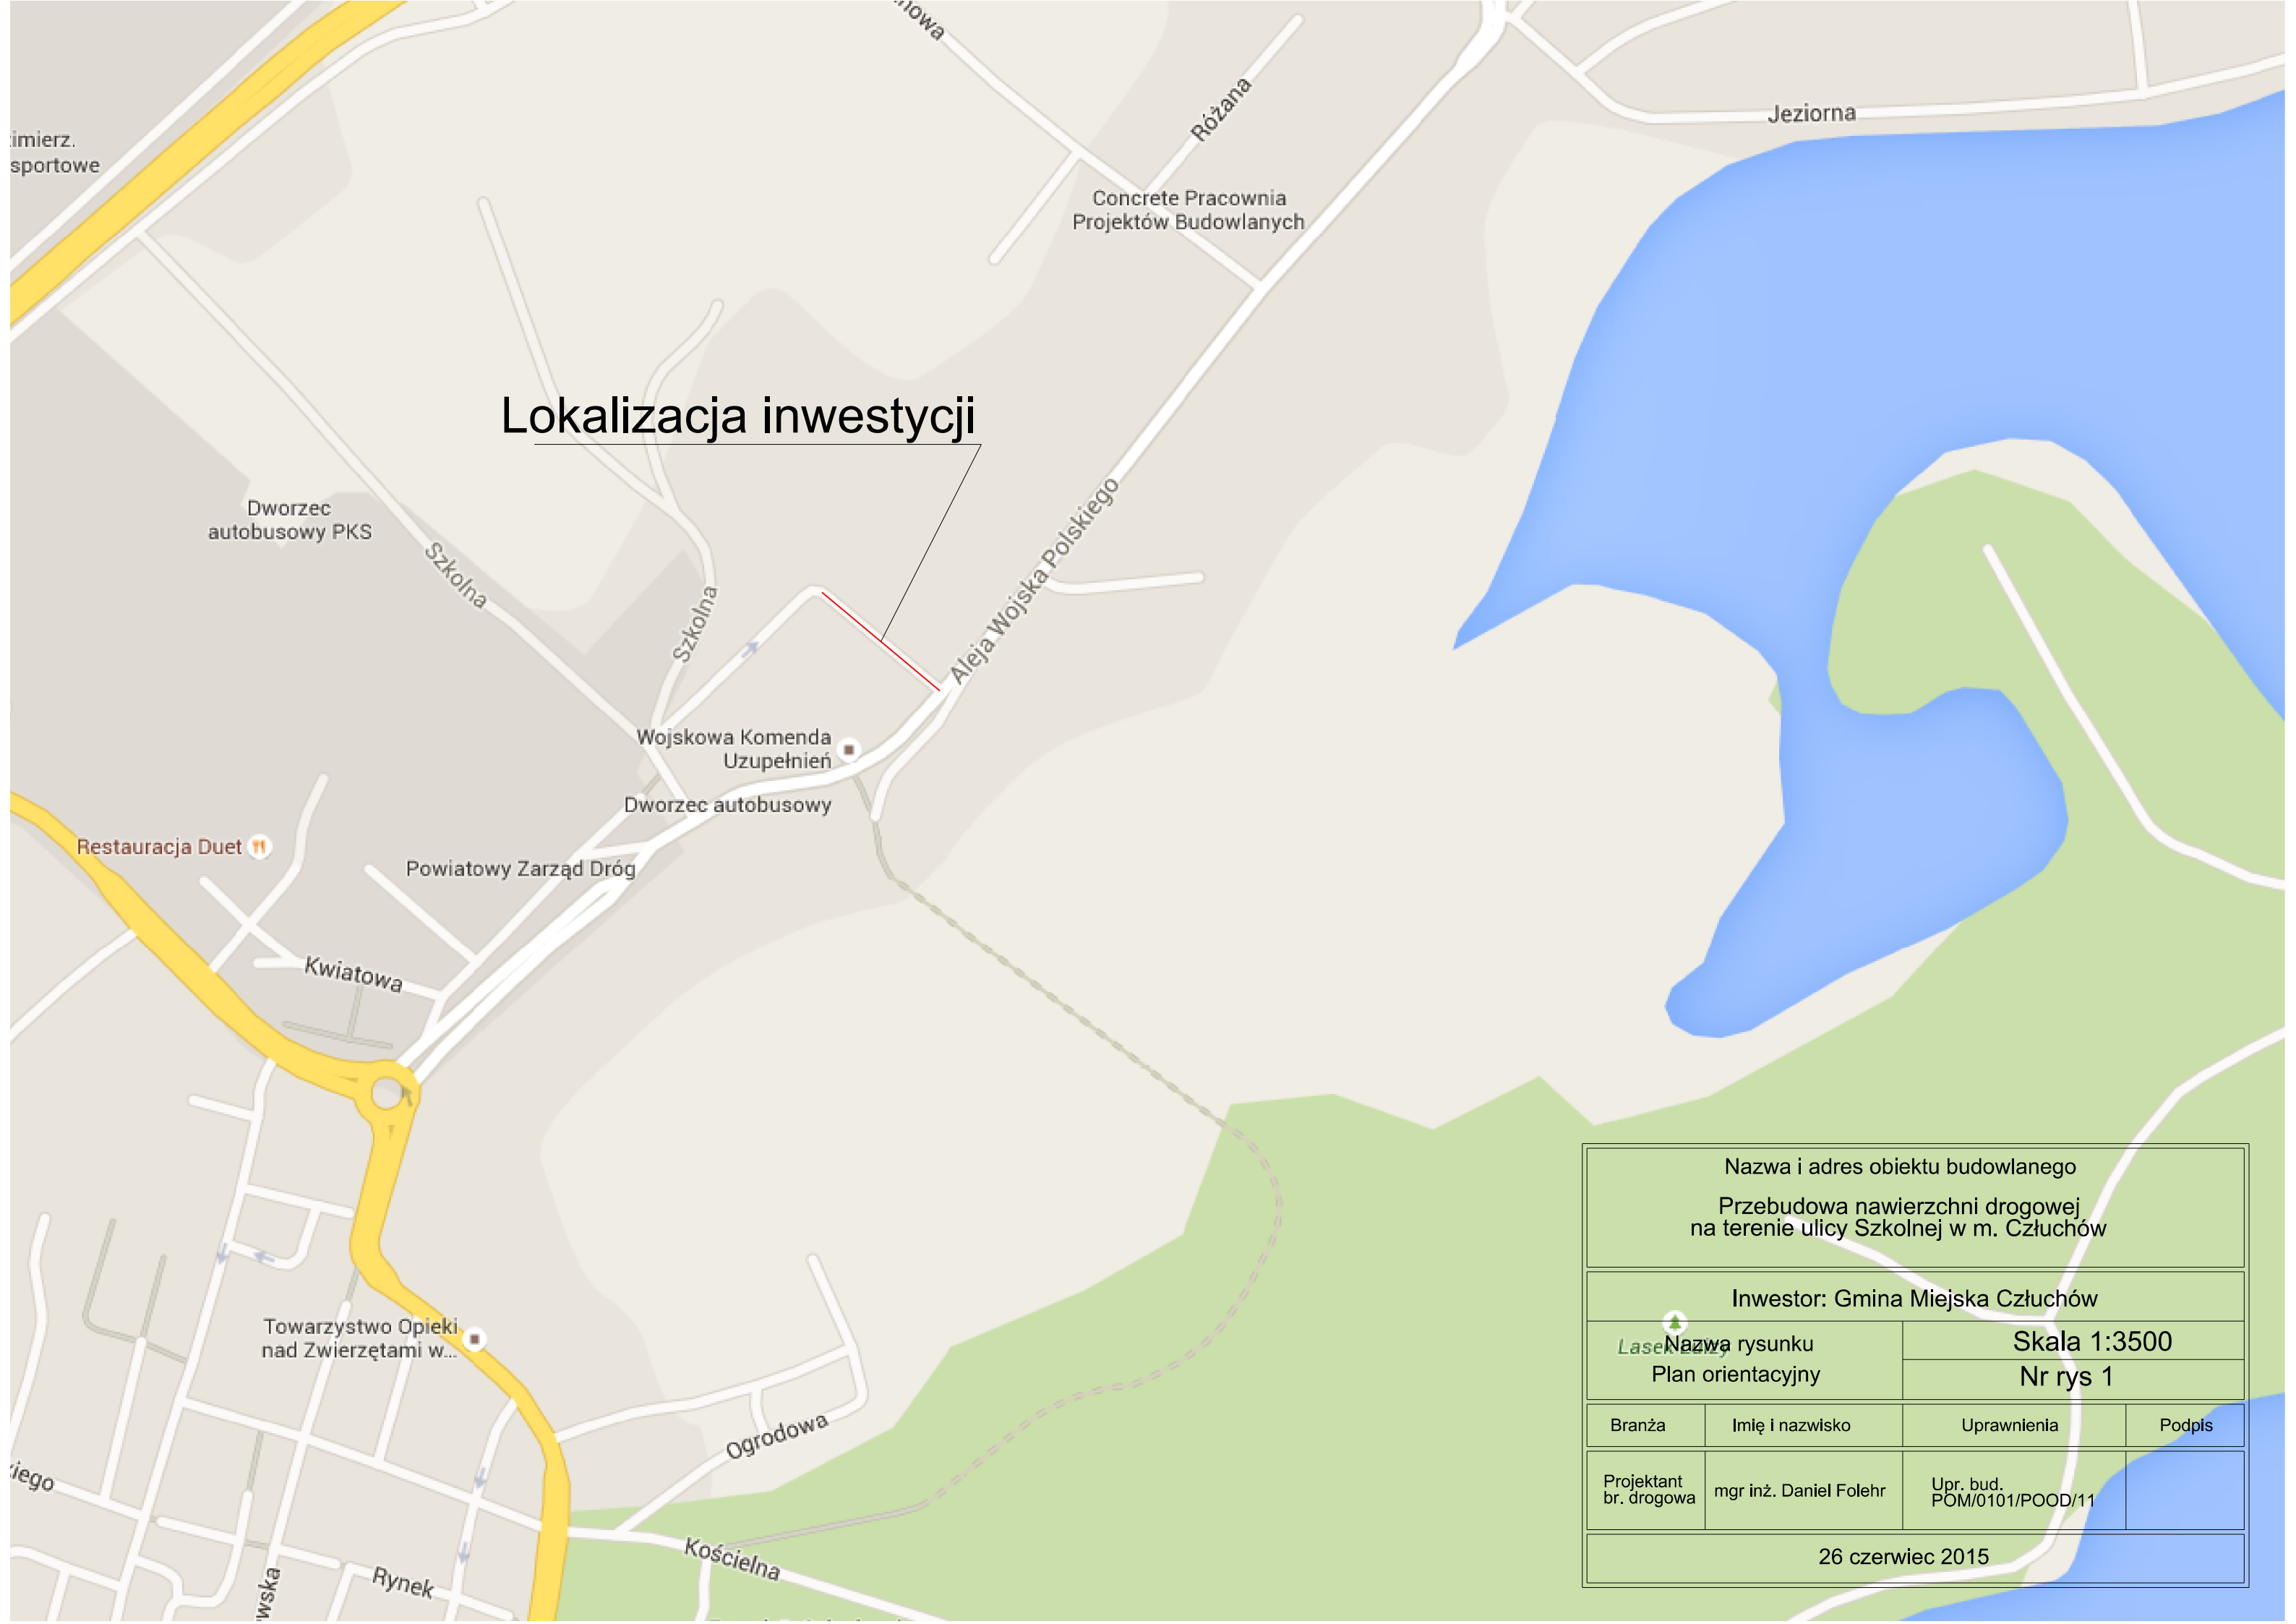 nowa
Różana
Jeziorna
imierz.
sportowe
Concrete Pracownia
Projektów Budowlanych
Lokalizacja inwestycji
Dworzec
autobusowy PKS
Szkolna
Szkolna
Aleja Wojska Polskiego
Wojskowa Komenda
Uzupełnień
Dworzec autobusowy
Restauracja Duet
Powiatowy Zarząd Dróg
Kwiatowa
Towarzystwo Opieki
nad Zwierzętami w...
Ogrodowa
kiego
Kościelna
Rynek
wska
Nazwa i adres obiektu budowlanego
Przebudowa nawierzchni drogowej
na terenie ulicy Szkolnej w m. Człuchów
Inwestor: Gmina Miejska Człuchów
Lasek
Nazwa rysunku
Plan orientacyjny
Skala 1:3500
Nr rys 1
Branża Imię i nazwisko Uprawnienia Podpis
Projektant
br. drogowa
mgr inż. Daniel Folehr
Upr. bud.
POM/0101/POOD/11
26 czerwiec 2015